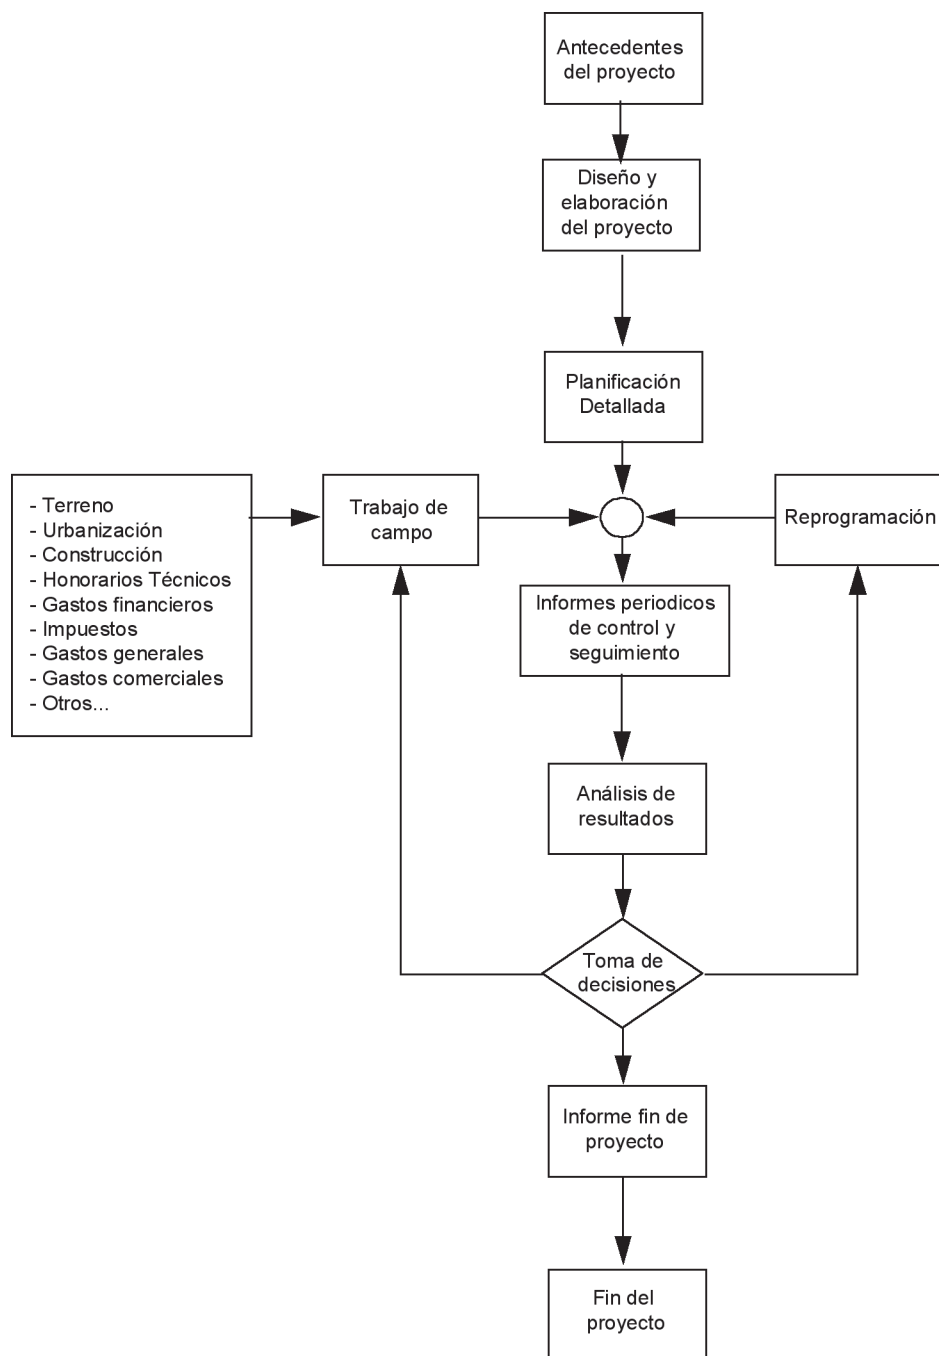 Antecedentes
del proyecto
Diseño y
elaboración
del proyecto
Planificación
Detallada
- Terreno
- Urbanización
- Construcción
- Honorarios Técnicos
- Gastos financieros
- Impuestos
- Gastos generales
- Gastos comerciales
- Otros...
Trabajo de
campo
Reprogramación
Informes periodicos
de control y
seguimiento
Análisis de
resultados
Toma de
decisiones
Informe fin de
proyecto
Fin del
proyecto